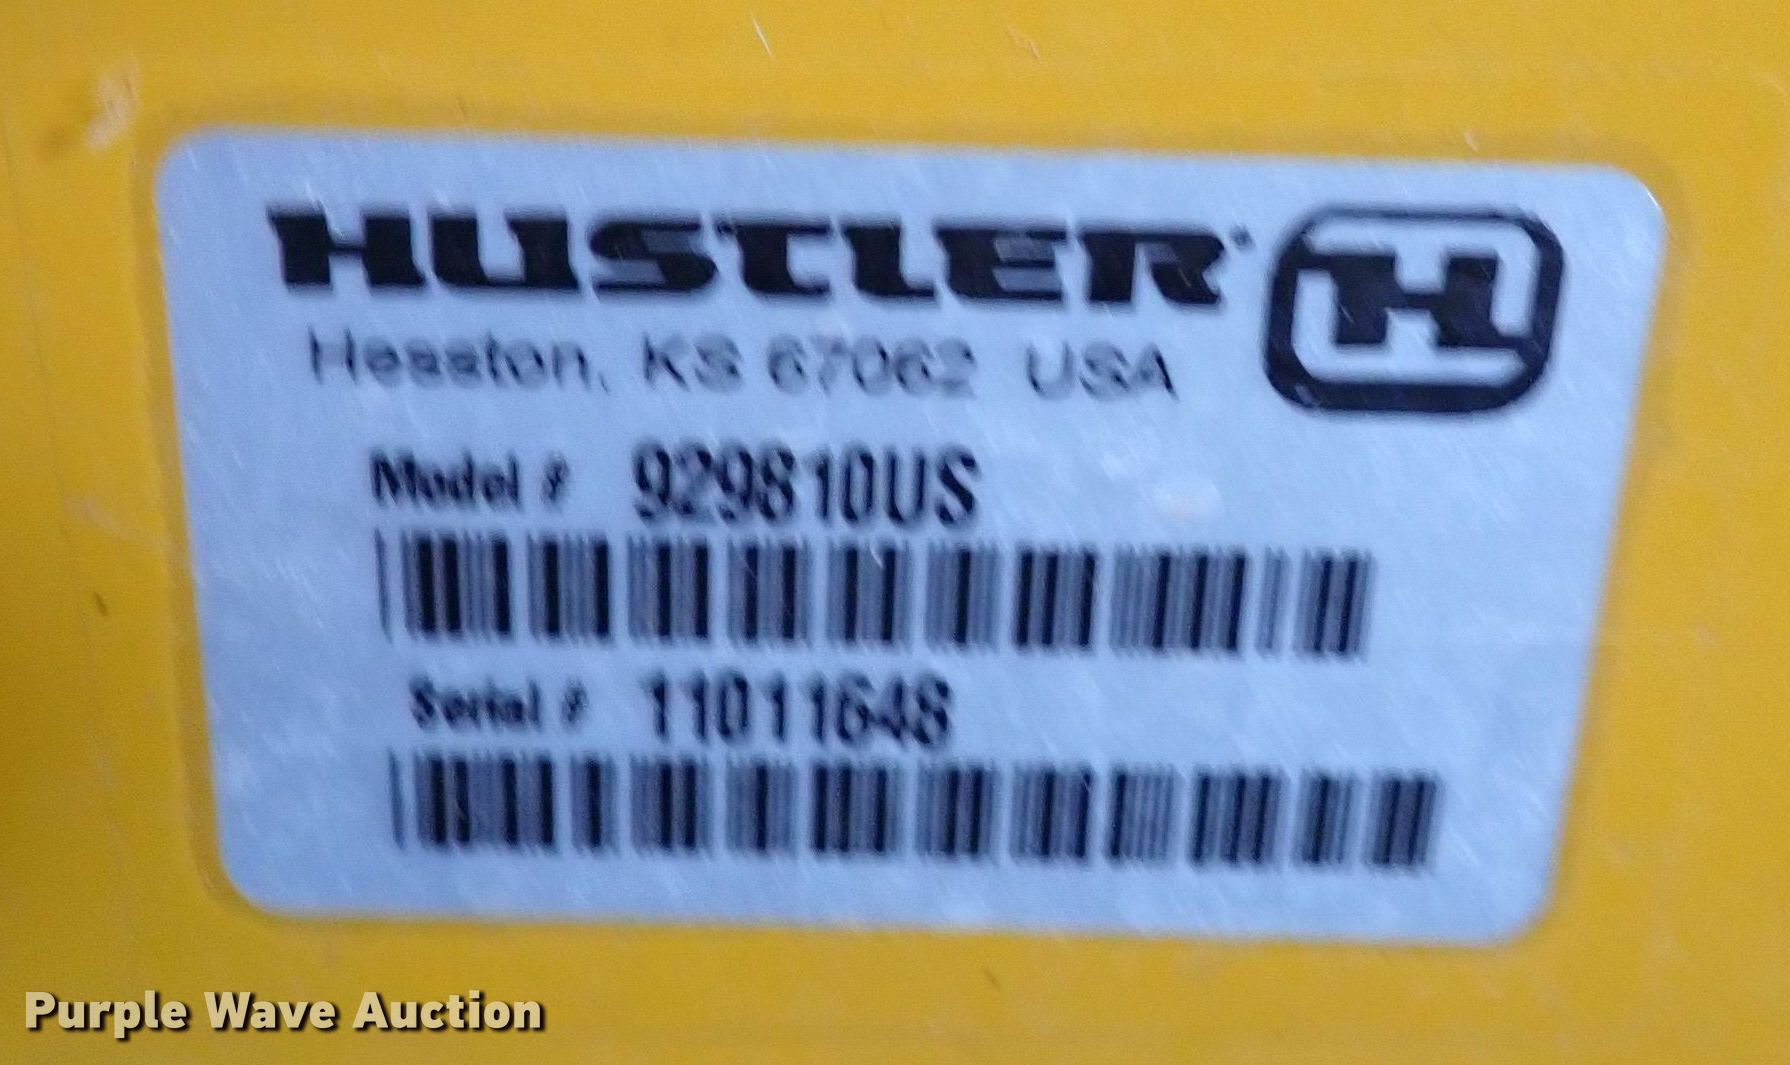 HUSTLER
H
Hesston, KS 67062 USA
Model # 929810US
Serial # 11011648
Purple Wave Auction